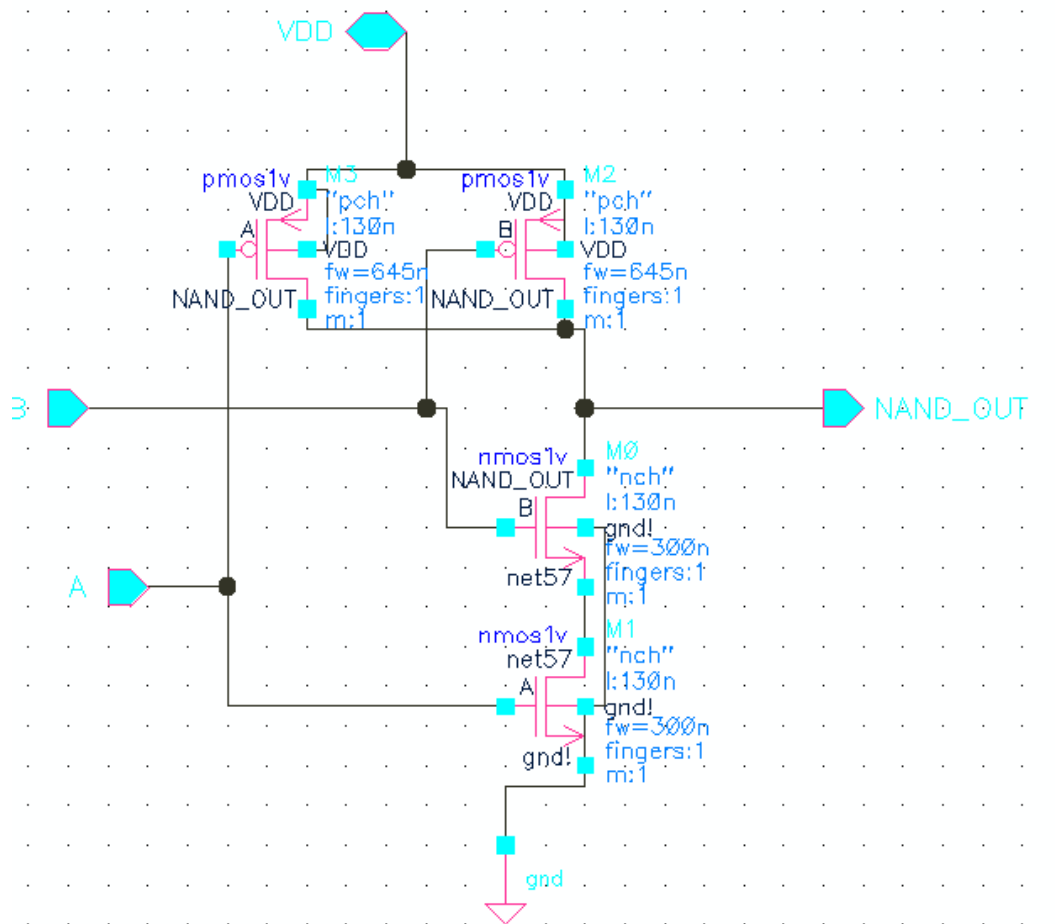 VDD
pmos1v
M3
VDD
"pch"
l:130n
A
VDD
fw=645n
fingers:1
NAND_OUT
m:1
pmos1v
M2
VDD
"pch"
l:130n
B
VDD
fw=645n
fingers:1
NAND_OUT
m:1
B
NAND_OUT
nmos1v
M0
NAND_OUT
"nch"
l:130n
B
gnd!
fw=300n
net57
fingers:1
m:1
A
nmos1v
M1
net57
"nch"
l:130n
A
gnd!
fw=300n
gnd!
fingers:1
m:1
gnd